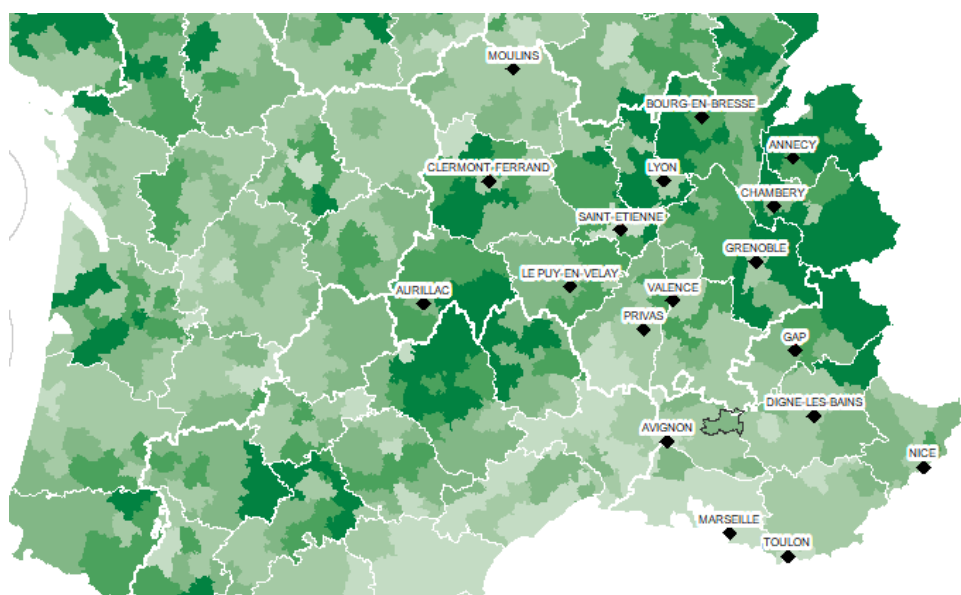 MOULINS
BOURG-EN-BRESSE
ANNECY
CLERMONT-FERRAND
LYON
CHAMBERY
SAINT-ETIENNE
GRENOBLE
LE PUY-EN-VELAY
AURILLAC
VALENCE
PRIVAS
GAP
DIGNE-LES-BAINS
AVIGNON
NICE
MARSEILLE
TOULON